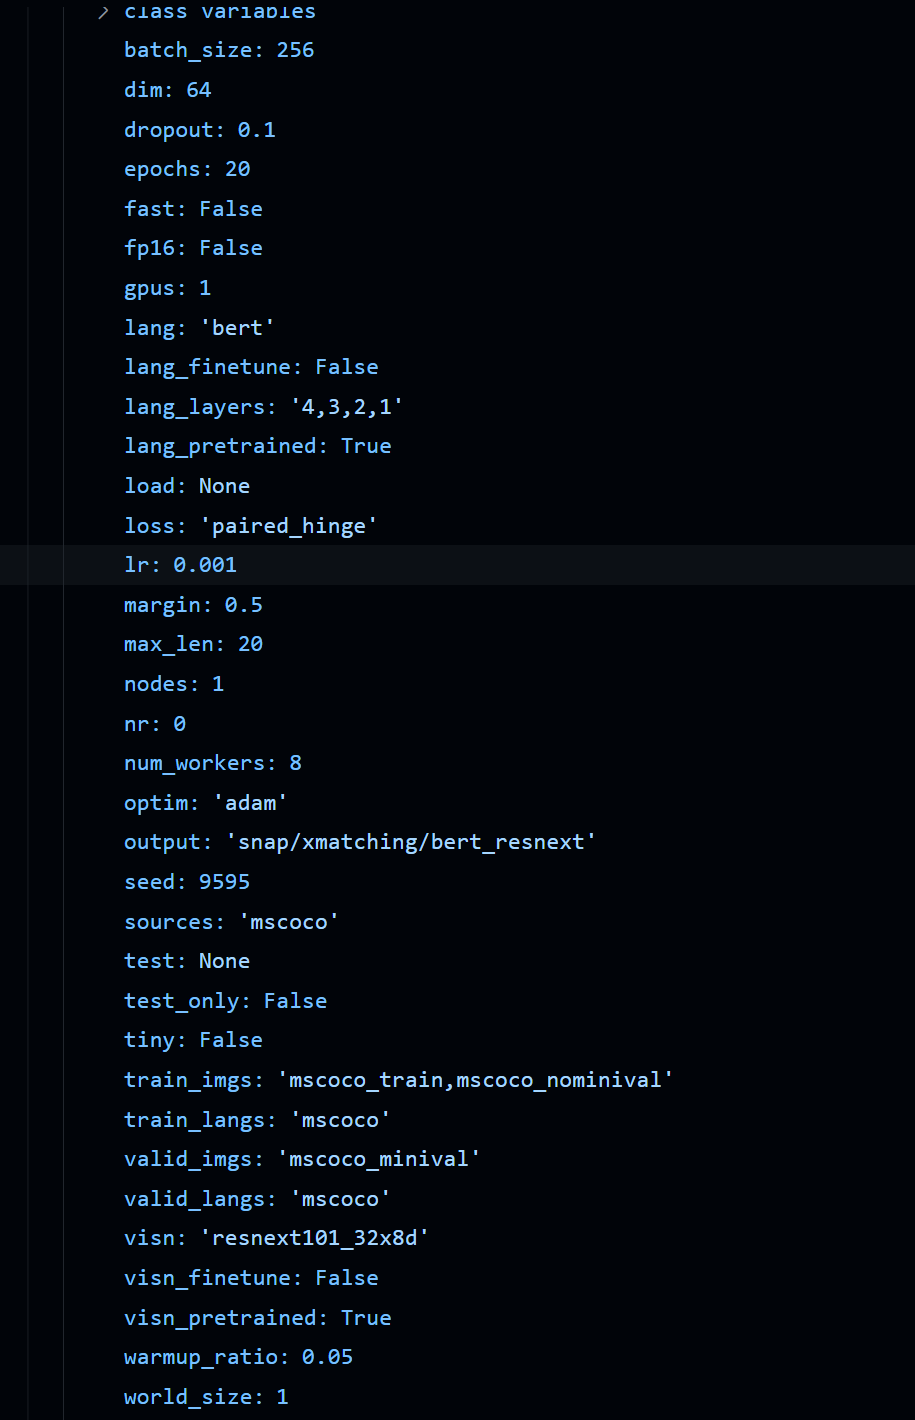 class variables
batch_size: 256
dim: 64
dropout: 0.1
epochs: 20
fast: False
fp16: False
gpus: 1
lang: 'bert'
lang_finetune: False
lang_layers: '4,3,2,1'
lang_pretrained: True
load: None
loss: 'paired_hinge'
lr: 0.001
margin: 0.5
max_len: 20
nodes: 1
nr: 0
num_workers: 8
optim: 'adam'
output: 'snap/xmatching/bert_resnext'
seed: 9595
sources: 'mscoco'
test: None
test_only: False
tiny: False
train_imgs: 'mscoco_train,mscoco_nominival'
train_langs: 'mscoco'
valid_imgs: 'mscoco_minival'
valid_langs: 'mscoco'
visn: 'resnext101_32x8d'
visn_finetune: False
visn_pretrained: True
warmup_ratio: 0.05
world_size: 1